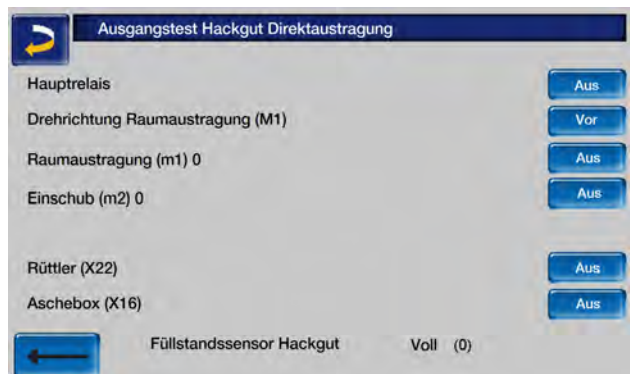 Ausgangstest Hackgut Direktaustragung
Hauptrelais Aus
Drehrichtung Raumaustragung (M1) Vor
Raumaustragung (m1) 0 Aus
Einschub (m2) 0 Aus
Rüttler (X22) Aus
Aschebox (X16) Aus
Füllstandssensor Hackgut Voll (0)